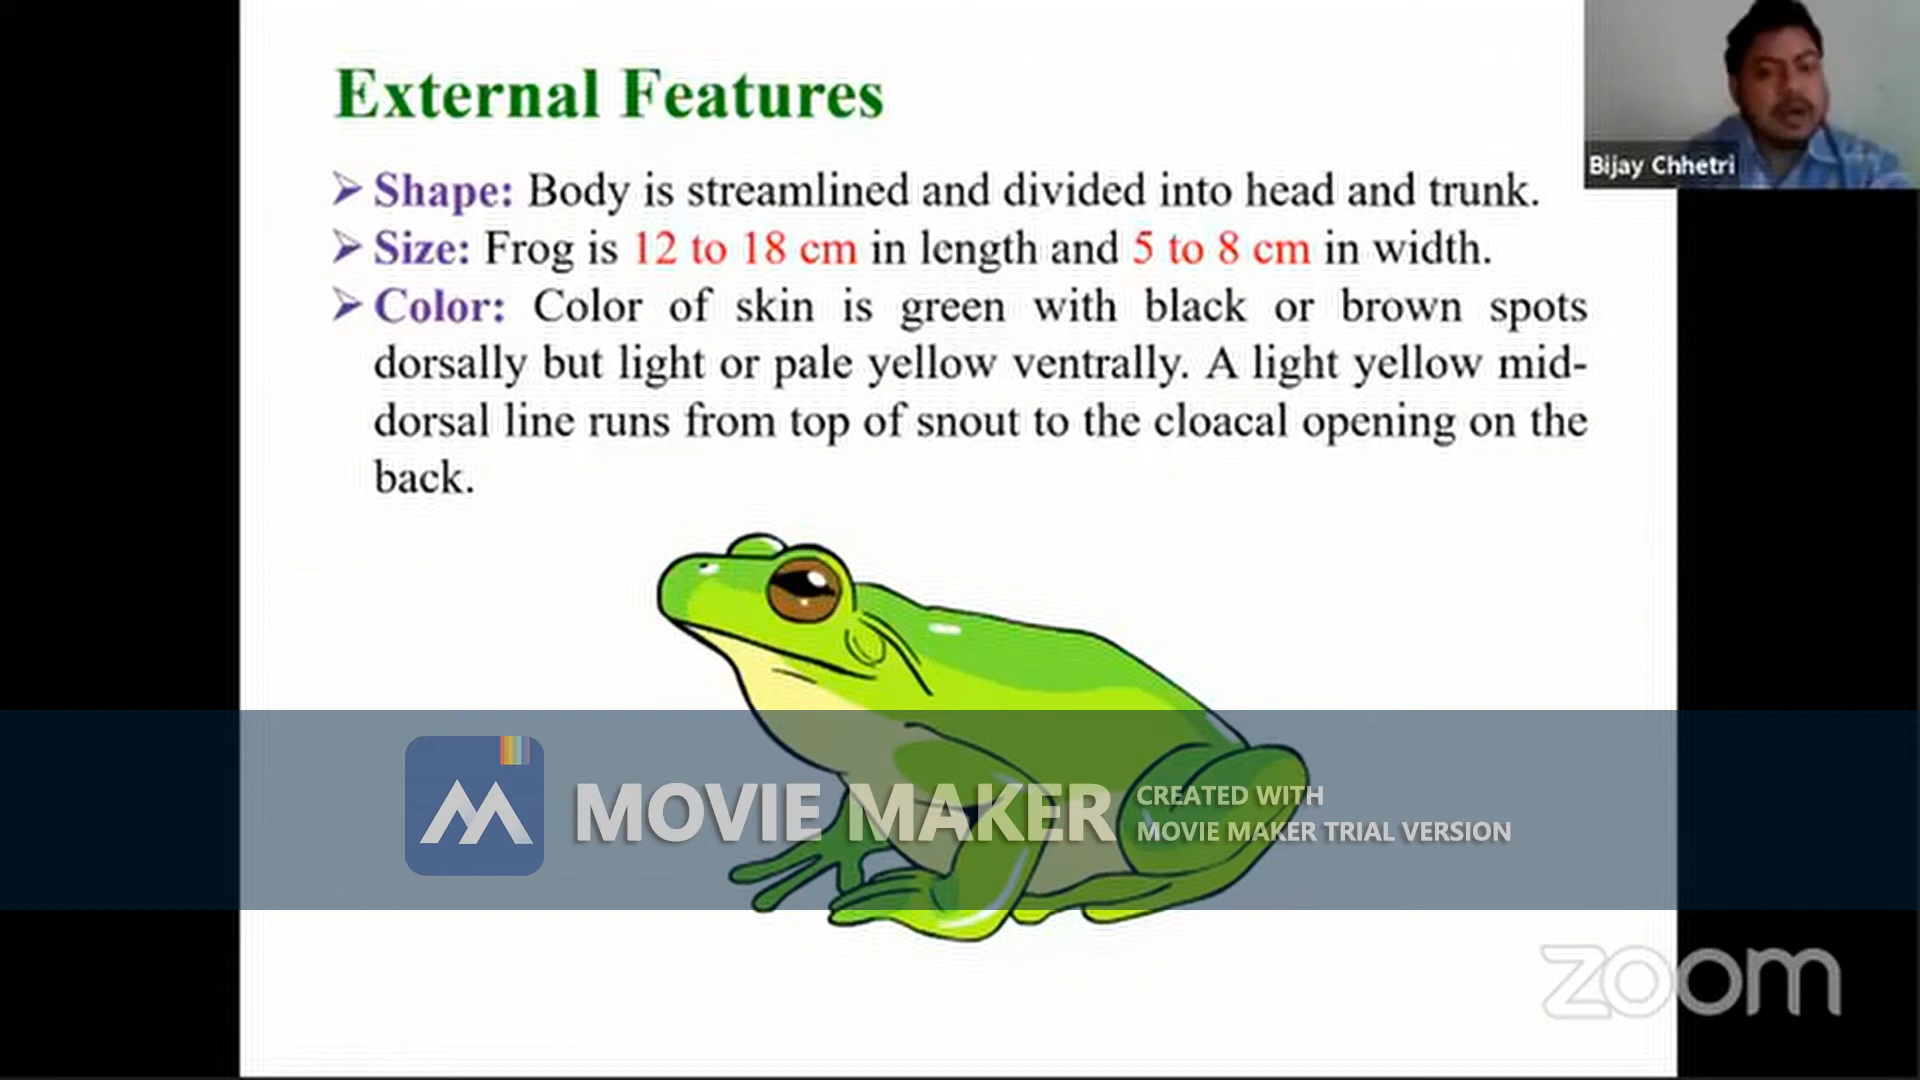 External Features
➢ Shape: Body is streamlined and divided into head and trunk.
➢ Size: Frog is 12 to 18 cm in length and 5 to 8 cm in width.
➢ Color: Color of skin is green with black or brown spots
dorsally but light or pale yellow ventrally. A light yellow mid-
dorsal line runs from top of snout to the cloacal opening on the
back.
Bijay Chhetri
MOVIE MAKER
CREATED WITH
MOVIE MAKER TRIAL VERSION
zoom